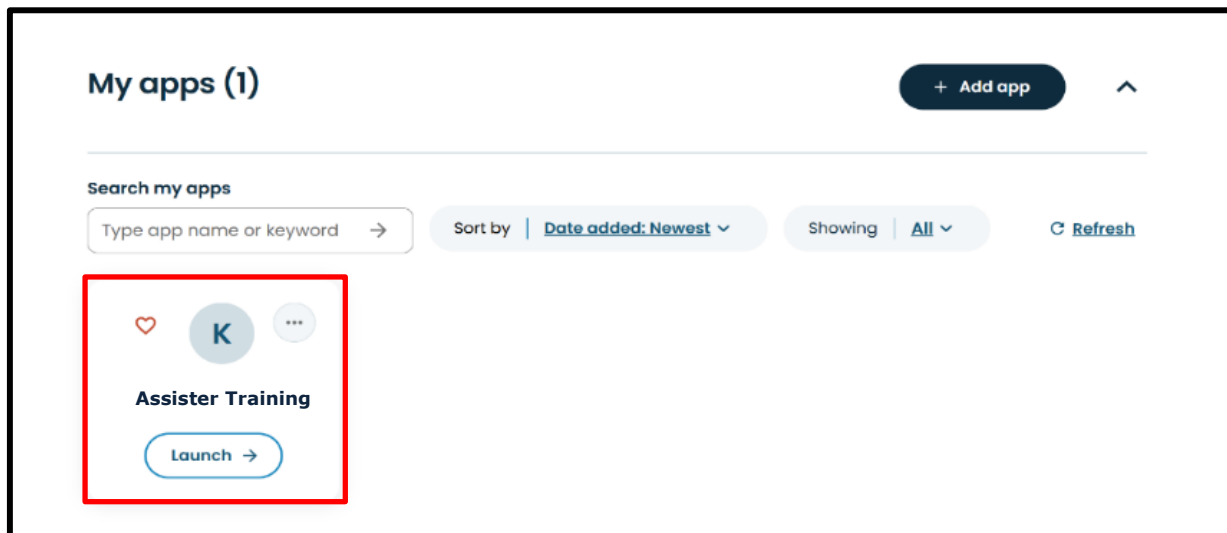 My apps (1)
+ Add app
Search my apps
Type app name or keyword →
Sort by | Date added: Newest
Showing | All
Refresh
K
...
Assister Training
Launch →